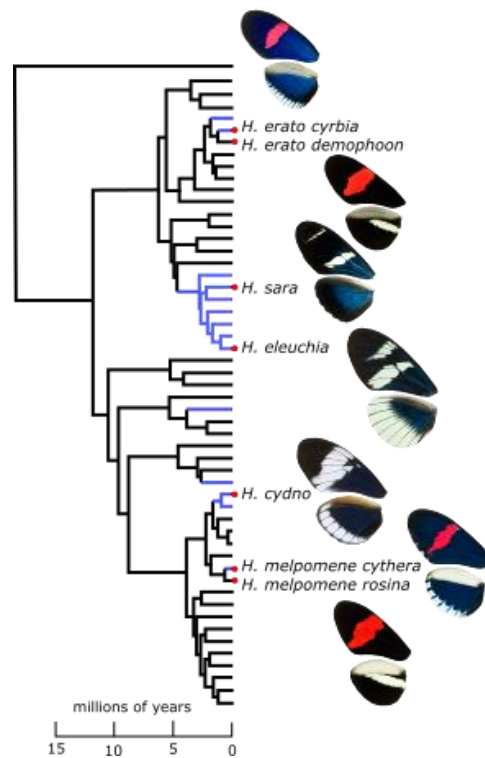 H. erato cyrbia
H. erato demophoon
H. sara
H. eleuchia
H. cydno
H. melpomene cythera
H. melpomene rosina
millions of years
15 10 5 0